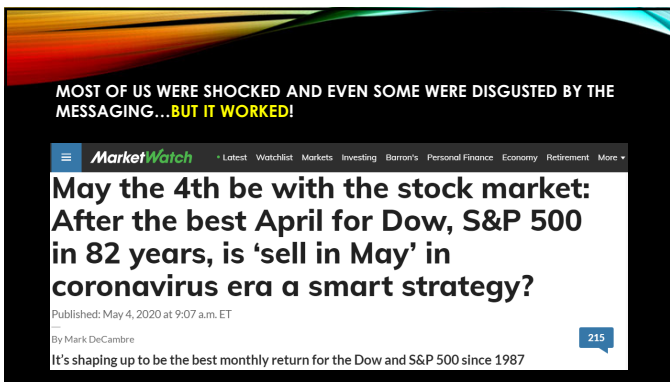 MOST OF US WERE SHOCKED AND EVEN SOME WERE DISGUSTED BY THE
MESSAGING...BUT IT WORKED!
MarketWatch • Latest Watchlist Markets Investing Barron's Personal Finance Economy Retirement More
May the 4th be with the stock market:
After the best April for Dow, S&P 500
in 82 years, is ‘sell in May’ in
coronavirus era a smart strategy?
Published: May 4, 2020 at 9:07 a.m. ET
By Mark DeCambre
215
It’s shaping up to be the best monthly return for the Dow and S&P 500 since 1987